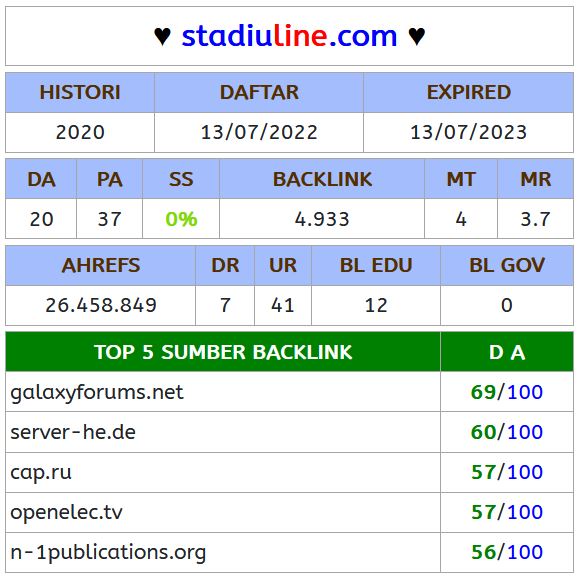 ♥ stadiuline.com ♥
HISTORI DAFTAR EXPIRED
2020 13/07/2022 13/07/2023
DA PA SS BACKLINK MT MR
20 37 0% 4.933 4 3.7
AHREFS DR UR BL EDU BL GOV
26.458.849 7 41 12 0
TOP 5 SUMBER BACKLINK D A
galaxyforums.net 69/100
server-he.de 60/100
cap.ru 57/100
openelec.tv 57/100
n-1publications.org 56/100